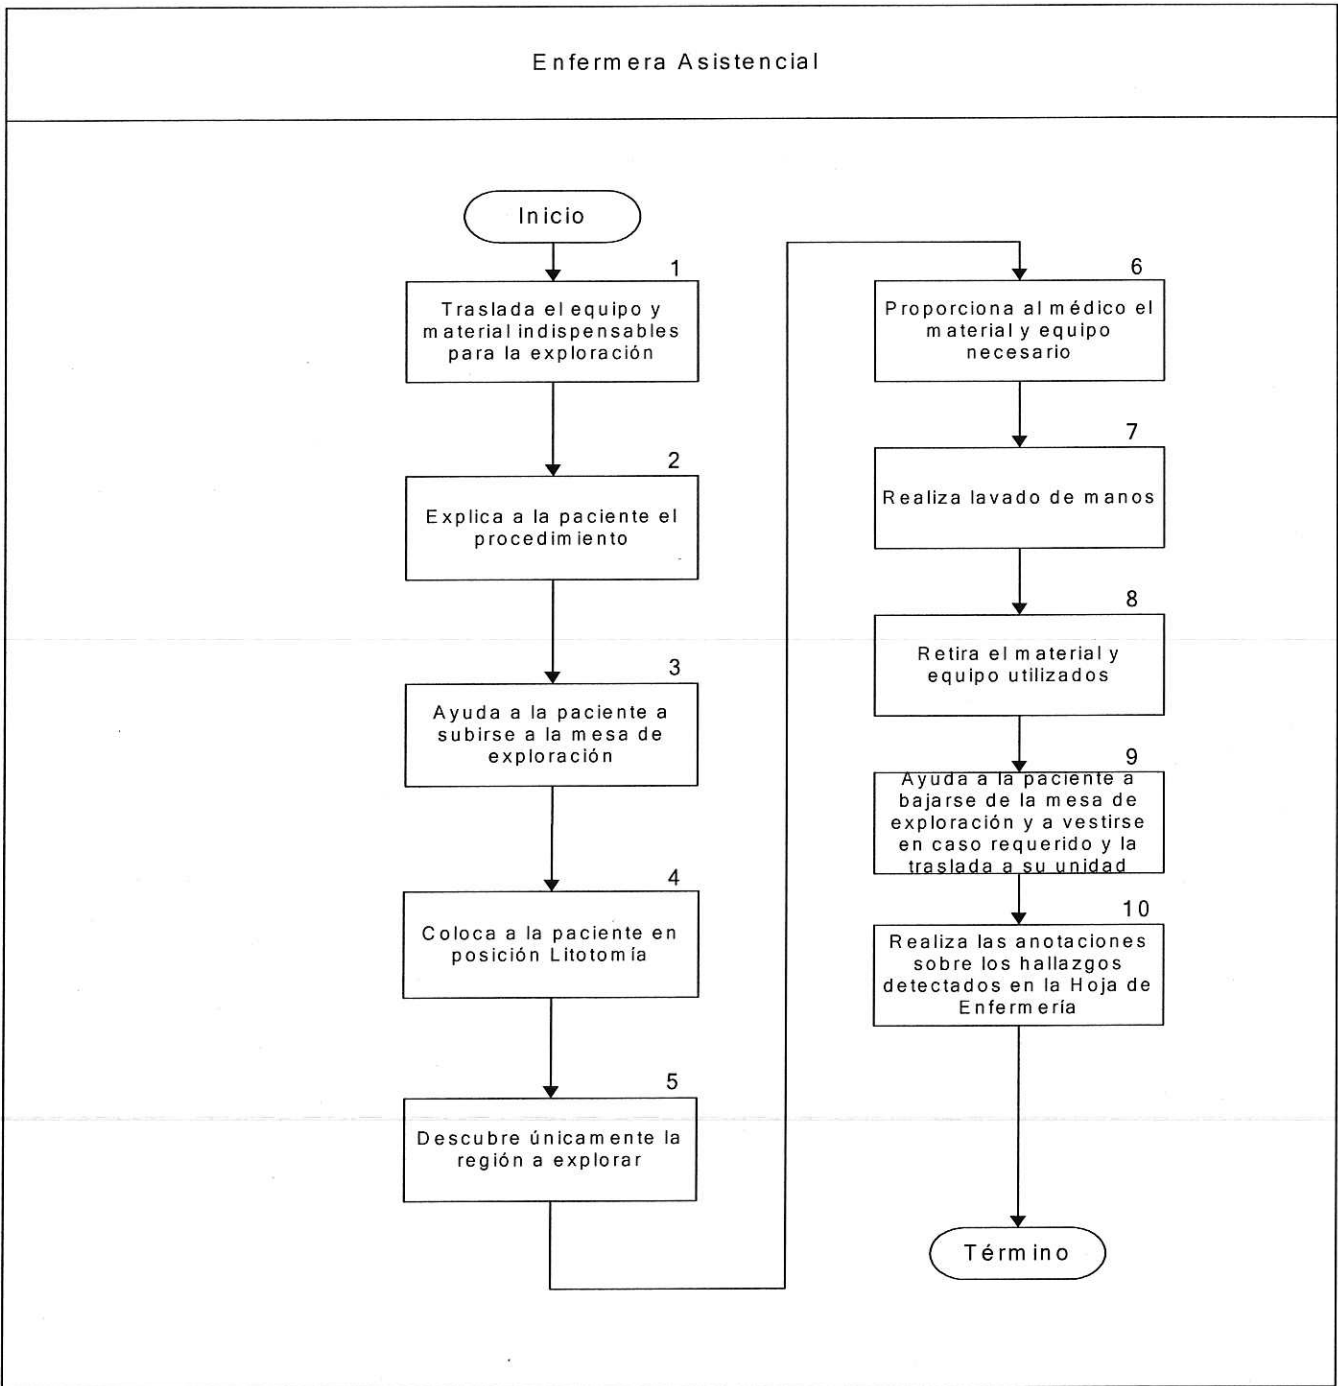 Enfermera Asistencial
Inicio
1
Traslada el equipo y
material indispensables
para la exploración
2
Explica a la paciente el
procedimiento
3
Ayuda a la paciente a
subirse a la mesa de
exploración
4
Coloca a la paciente en
posición Litotomía
5
Descubre únicamente la
región a explorar
6
Proporciona al médico el
material y equipo
necesario
7
Realiza lavado de manos
8
Retira el material y
equipo utilizados
9
Ayuda a la paciente a
bajarse de la mesa de
exploración y a vestirse
en caso requerido y la
traslada a su unidad
10
Realiza las anotaciones
sobre los hallazgos
detectados en la Hoja de
Enfermería
Término